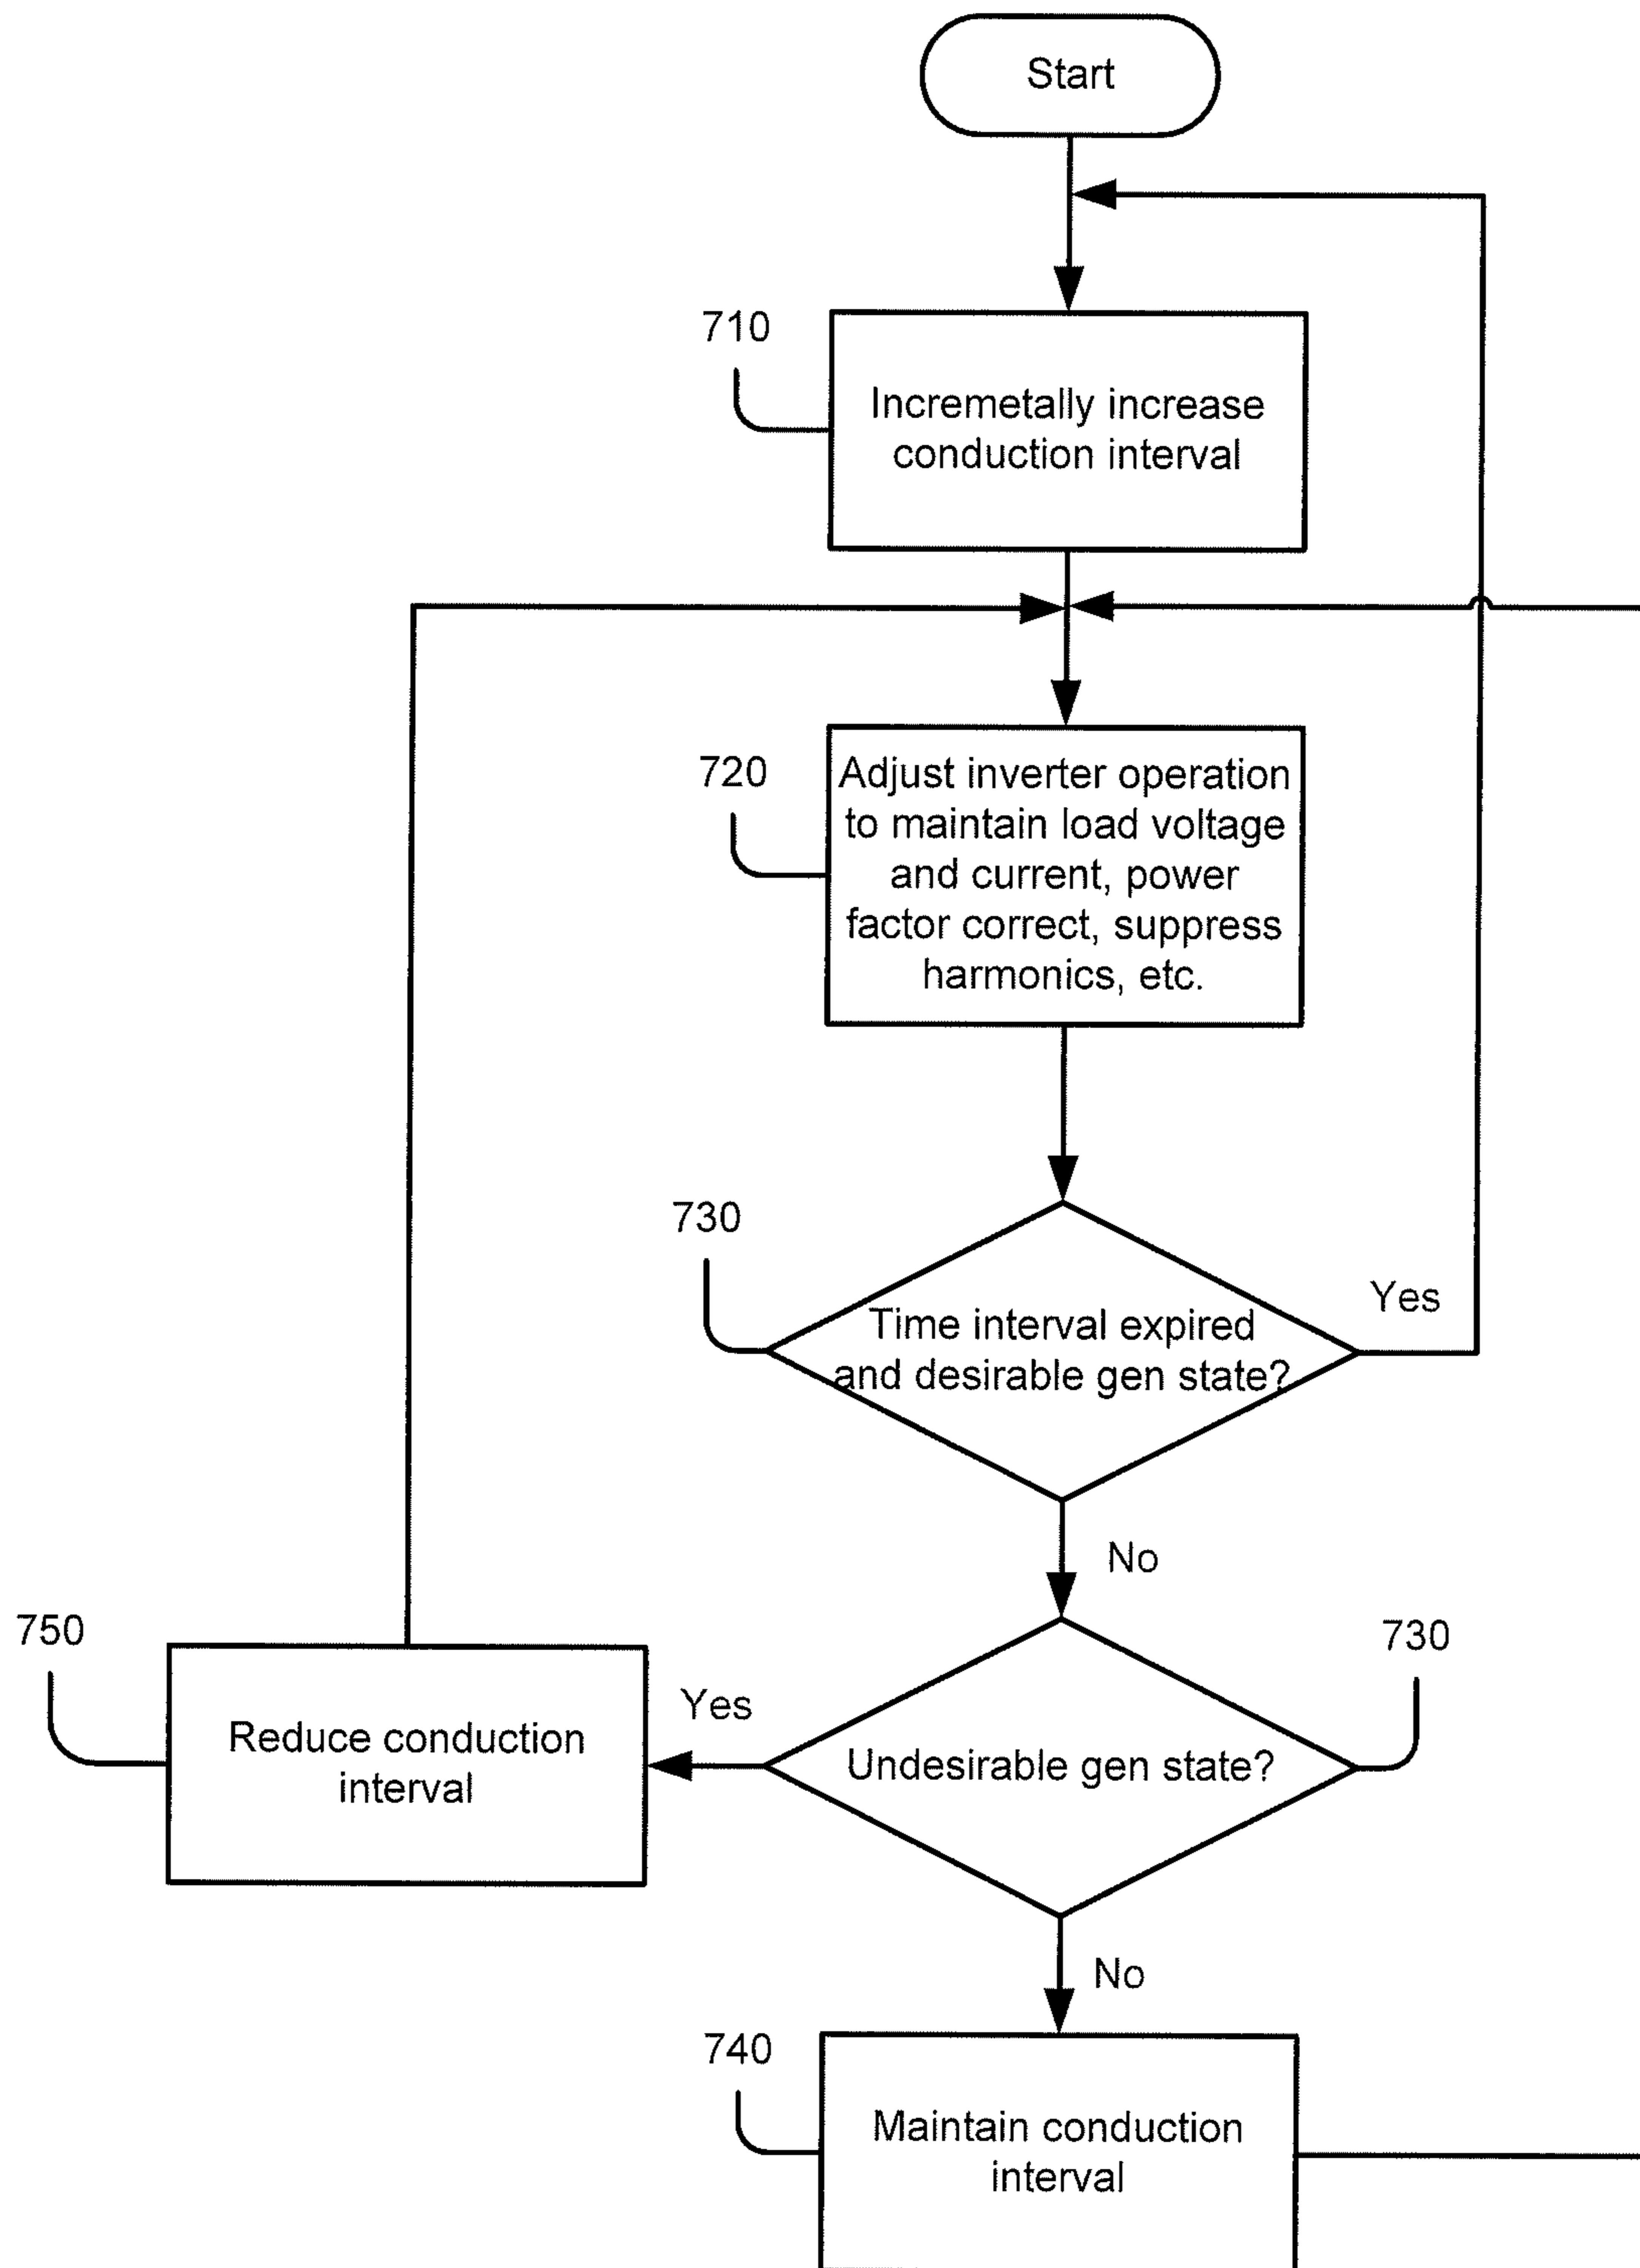 Start
710
Incremetally increase
conduction interval
720
Adjust inverter operation
to maintain load voltage
and current, power
factor correct, suppress
harmonics, etc.
730
Time interval expired
and desirable gen state?
Yes
No
750
Reduce conduction
interval
Yes
Undesirable gen state?
730
No
740
Maintain conduction
interval